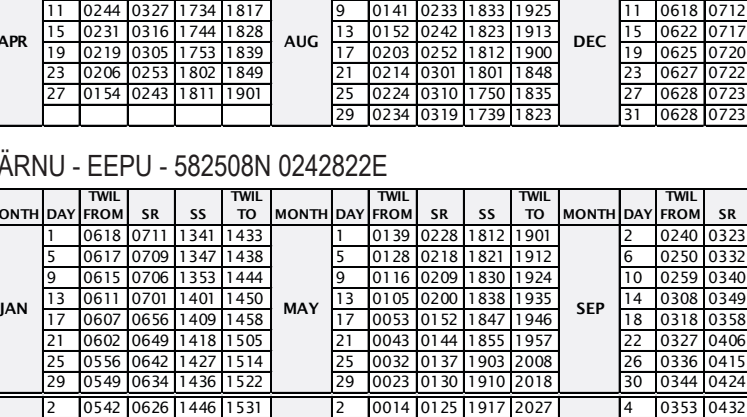 11 0244 0327 1734 1817 9 0141 0233 1833 1925 11 0618 0712
APR 15 0231 0316 1744 1828 AUG 13 0152 0242 1823 1913 DEC 15 0622 0717
19 0219 0305 1753 1839 17 0203 0252 1812 1900 19 0625 0720
23 0206 0253 1802 1849 21 0214 0301 1801 1848 23 0627 0722
27 0154 0243 1811 1901 25 0224 0310 1750 1835 27 0628 0723
29 0234 0319 1739 1823 31 0628 0723
ÄRNU - EEPU - 582508N 0242822E
TWIL TWIL TWIL TWIL TWIL
ONTH DAY FROM SR SS TO MONTH DAY FROM SR SS TO MONTH DAY FROM SR
1 0618 0711 1341 1433 1 0139 0228 1812 1901 2 0240 0323
5 0617 0709 1347 1438 5 0128 0218 1821 1912 6 0250 0332
9 0615 0706 1353 1444 9 0116 0209 1830 1924 10 0259 0340
JAN 13 0611 0701 1401 1450 MAY 13 0105 0200 1838 1935 SEP 14 0308 0349
17 0607 0656 1409 1458 17 0053 0152 1847 1946 18 0318 0358
21 0602 0649 1418 1505 21 0043 0144 1855 1957 22 0327 0406
25 0556 0642 1427 1514 25 0032 0137 1903 2008 26 0336 0415
29 0549 0634 1436 1522 29 0023 0130 1910 2018 30 0344 0424
2 0542 0626 1446 1531 2 0014 0125 1917 2027 4 0353 0432